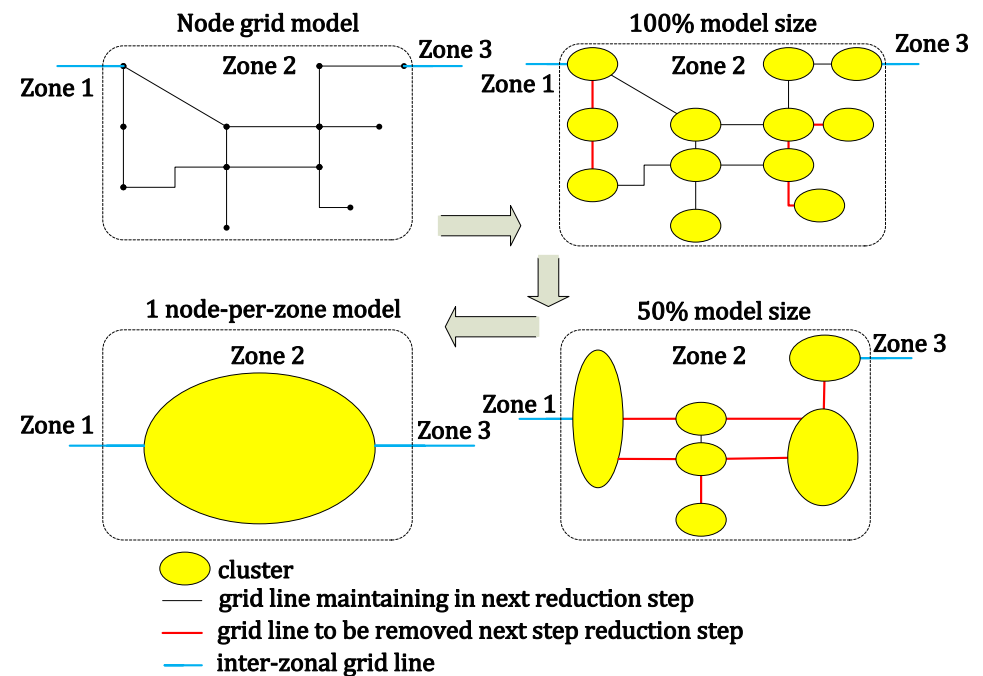 Node grid model
Zone 1
Zone 2
Zone 3
100% model size
Zone 1
Zone 2
Zone 3
1 node-per-zone model
Zone 1
Zone 2
Zone 3
50% model size
Zone 1
Zone 2
Zone 3
cluster
grid line maintaining in next reduction step
grid line to be removed next step reduction step
inter-zonal grid line